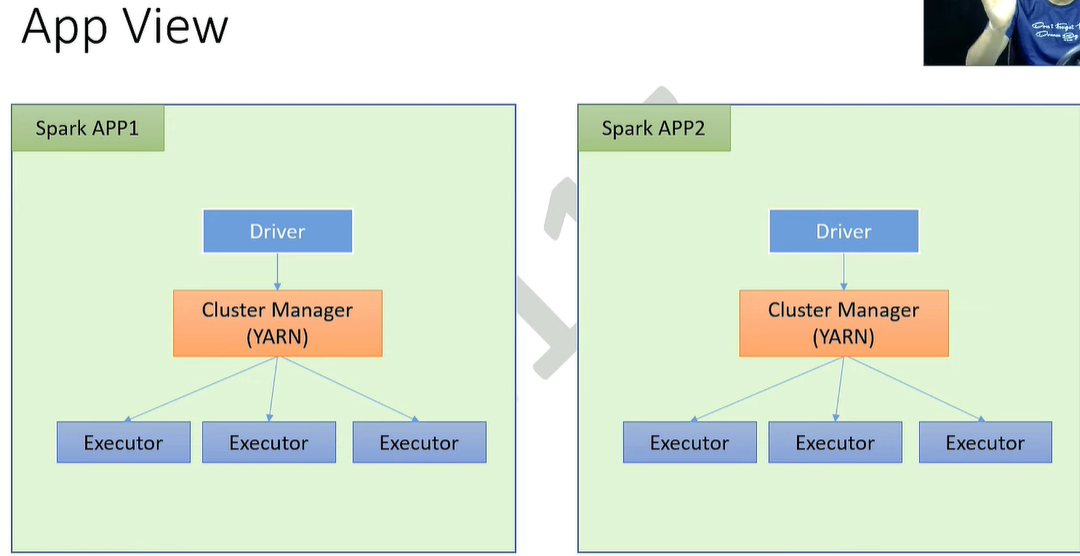 App View
Spark APP1
Driver
Cluster Manager
(YARN)
Executor
Executor
Executor
Spark APP2
Driver
Cluster Manager
(YARN)
Executor
Executor
Executor